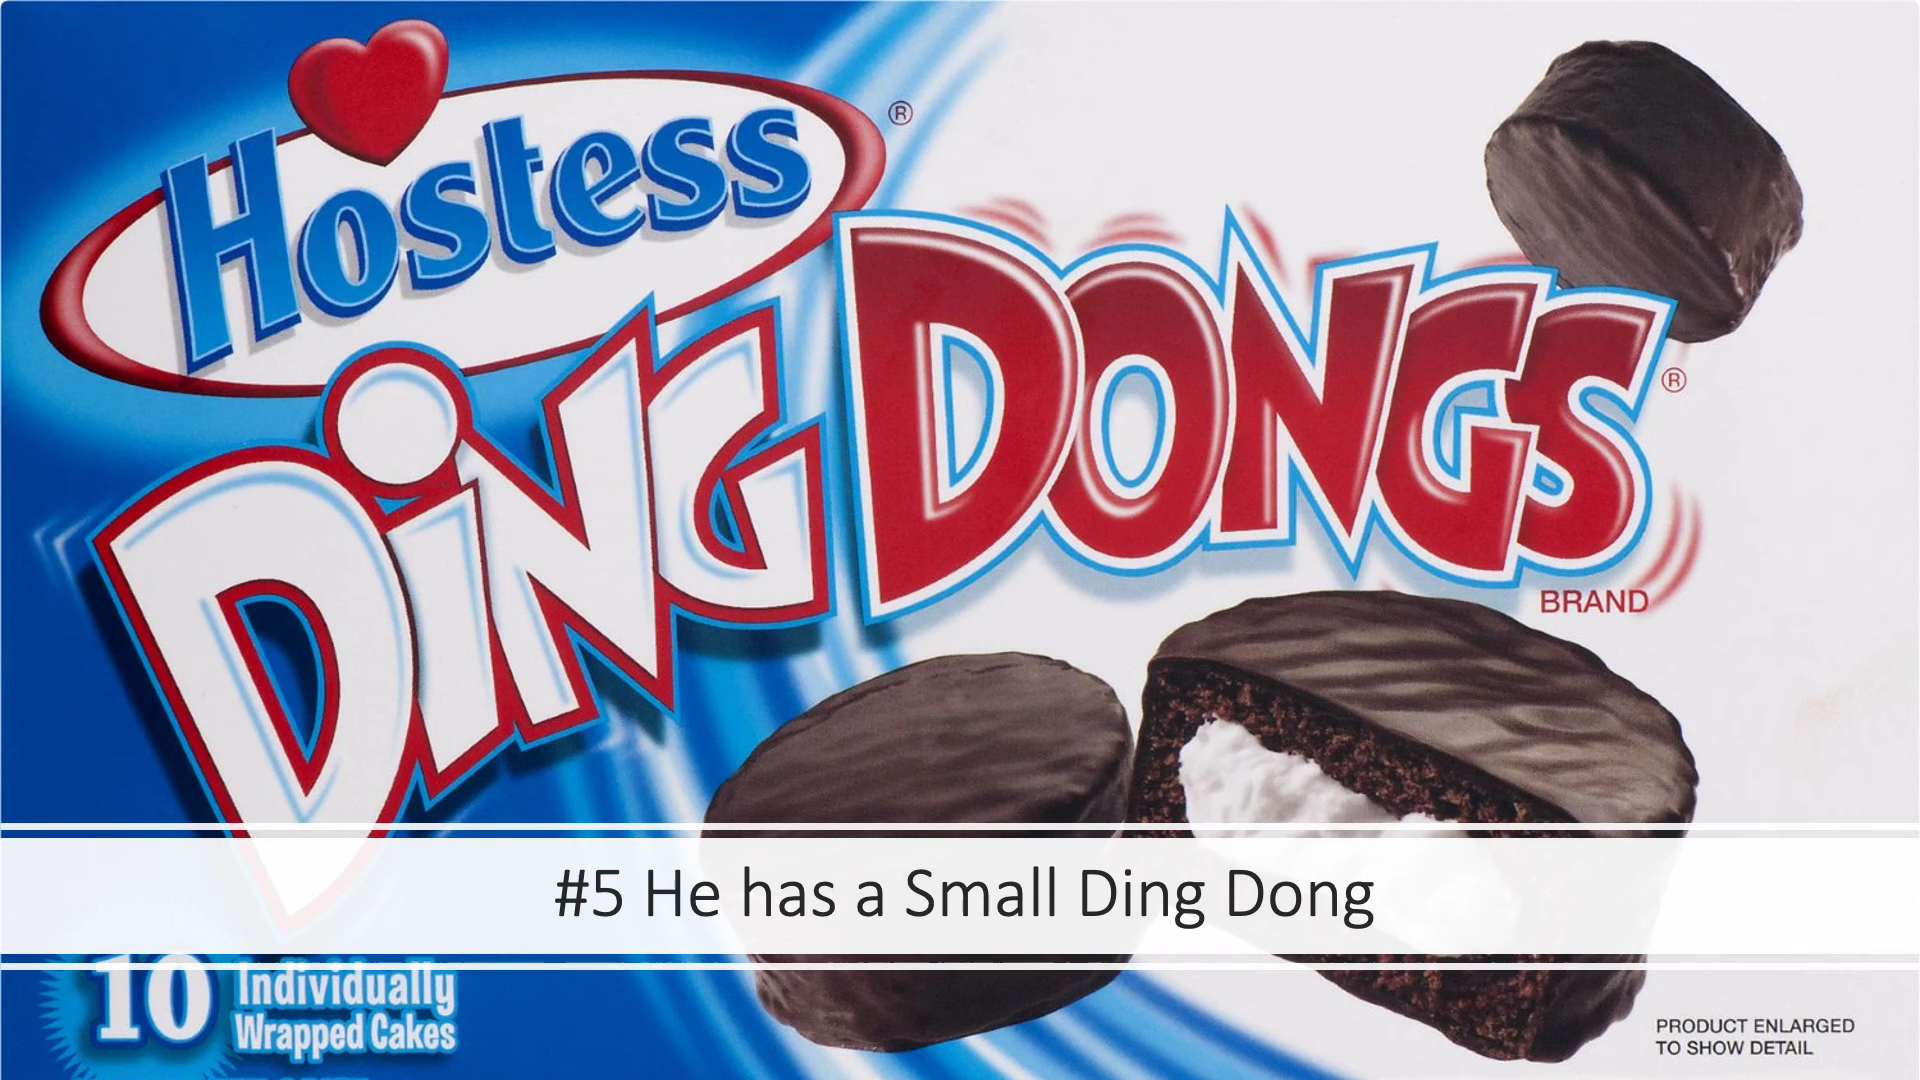 Hostess®
DiNG DONGS®
BRAND
#5 He has a Small Ding Dong
10 Individually
Wrapped Cakes
PRODUCT ENLARGED
TO SHOW DETAIL